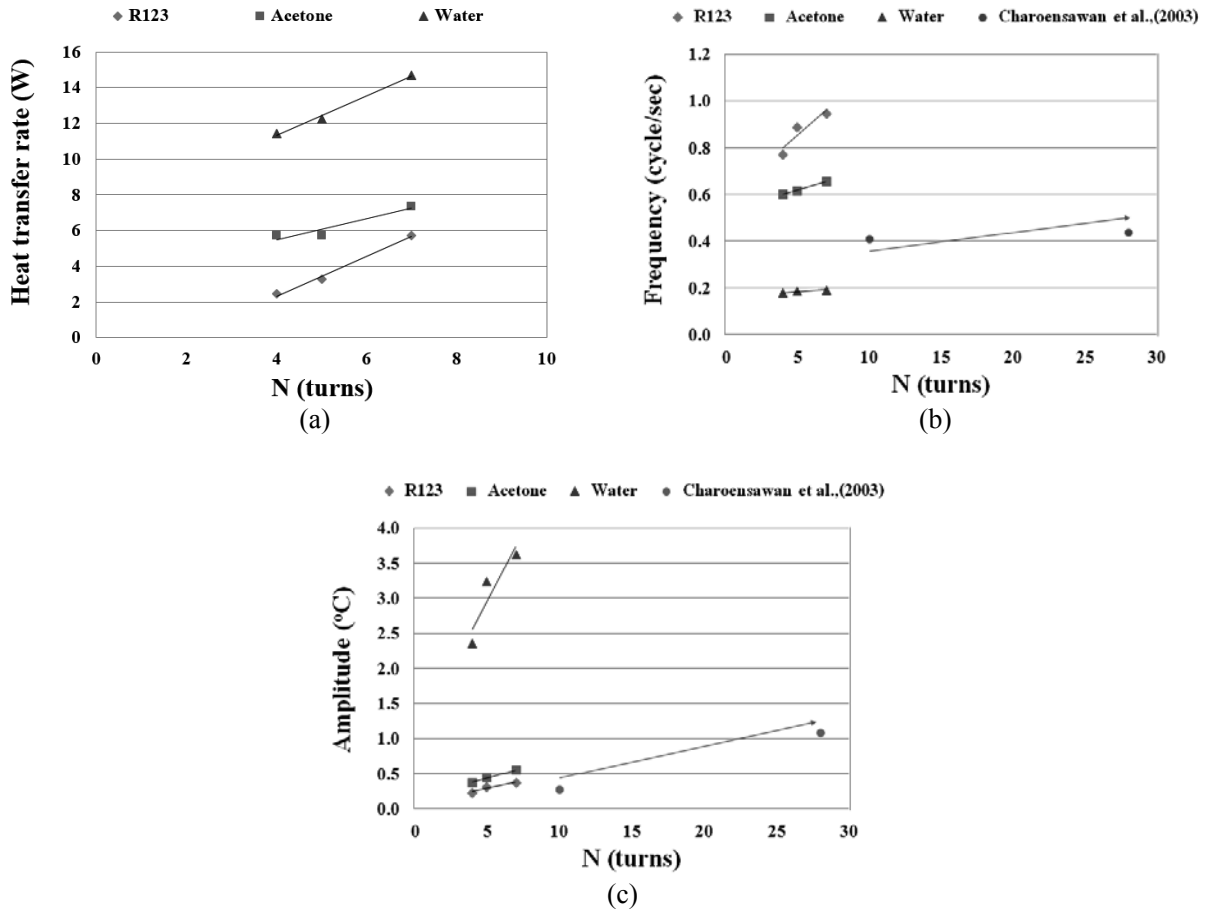 R123 Acetone Water
Heat transfer rate (W)
16
14
12
10
8
6
4
2
0
0 2 4 6 8 10
N (turns)
(a)
R123 Acetone Water Charoensawan et al.,(2003)
Frequency (cycle/sec)
1.2
1.0
0.8
0.6
0.4
0.2
0.0
0 5 10 15 20 25 30
N (turns)
(b)
R123 Acetone Water Charoensawan et al.,(2003)
Amplitude (°C)
4.0
3.5
3.0
2.5
2.0
1.5
1.0
0.5
0.0
0 5 10 15 20 25 30
N (turns)
(c)